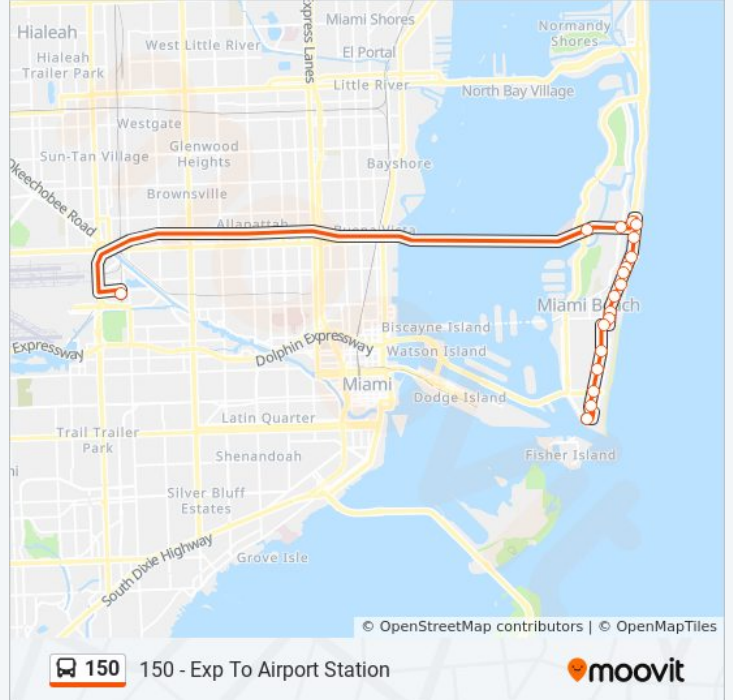 Hialeah
Miami Shores
Normandy
Shores
West Little River
Hialeah
Trailer Park
El Portal
xpress Lanes
Little River
North Bay Village
Westgate
Sun-Tan Village
Glenwood
Heights
Bayshore
Okeechobee Road
Brownsville
Allapattah
Buena Vista
Miami Beach
Biscayne Island
Dolphin Expressway
Watson Island
Expressway
Miami
Dodge Island
Latin Quarter
Trail Trailer
Park
Shenandoah
Fisher Island
ni
Silver Bluff
Estates
South Dixie Highway
Grove Isle
© OpenStreetMap contributors | © OpenMapTiles
150 150 - Exp To Airport Station
moovit